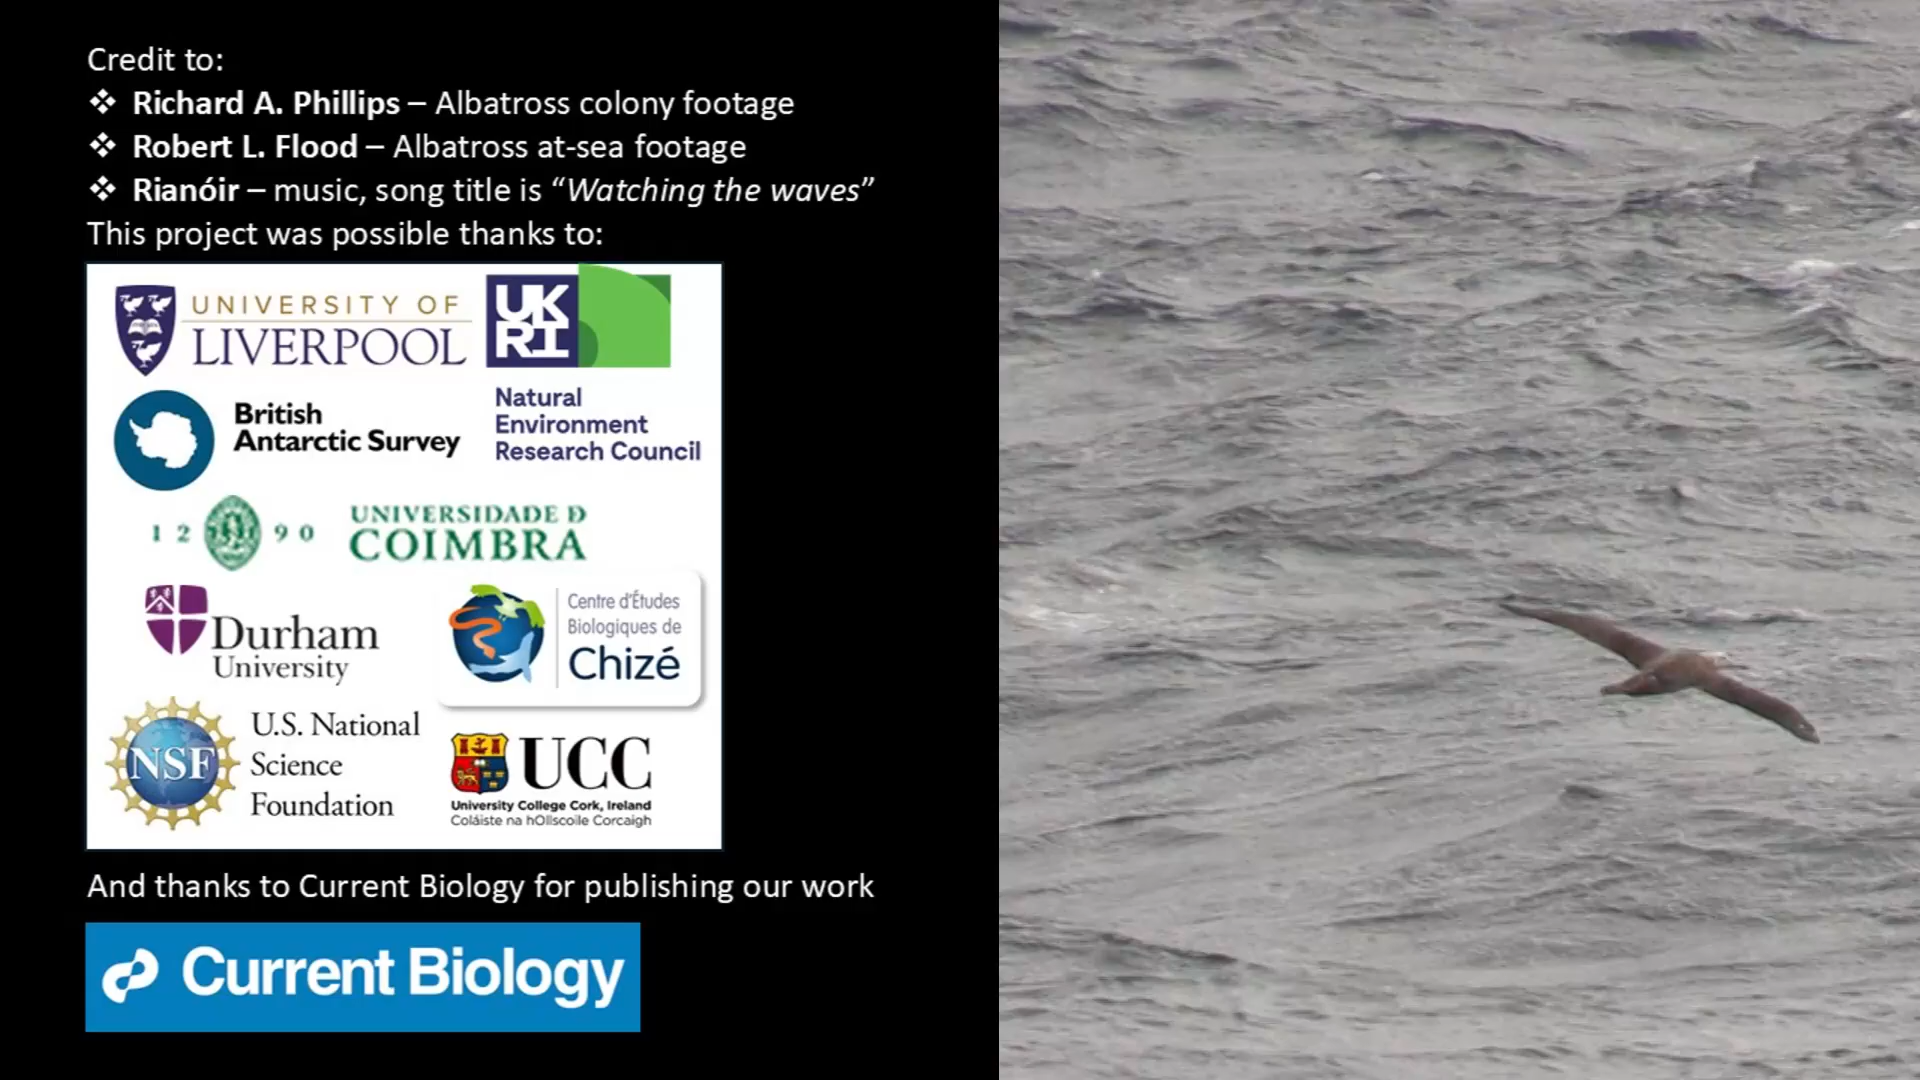 Credit to:
❖ Richard A. Phillips – Albatross colony footage
❖ Robert L. Flood – Albatross at-sea footage
❖ Rianóir – music, song title is “Watching the waves”
This project was possible thanks to:
UNIVERSITY OF
LIVERPOOL
UK
RI
British
Antarctic Survey
Natural
Environment
Research Council
1 2 9 0
UNIVERSIDADE D
COIMBRA
Durham
University
Centre d'Études
Biologiques de
Chizé
NSF
U.S. National
Science
Foundation
UCC
University College Cork, Ireland
Coláiste na hOllscoile Corcaigh
And thanks to Current Biology for publishing our work
Current Biology